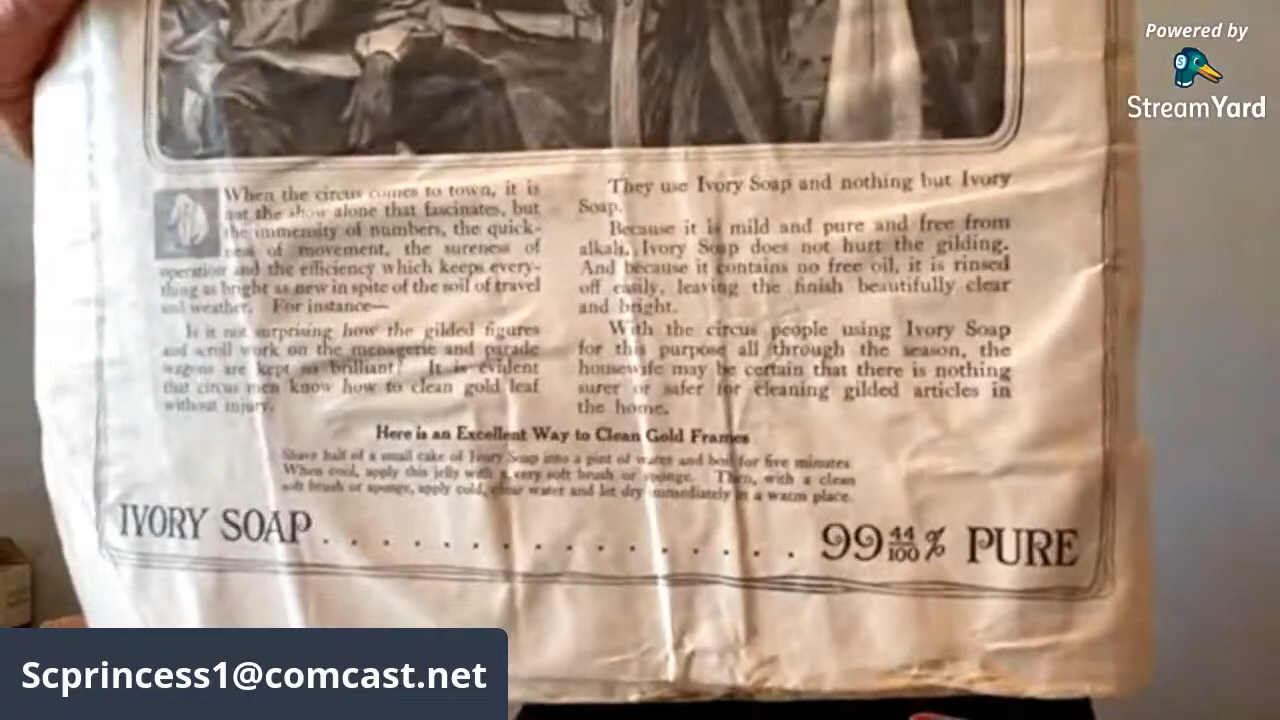 Powered by
StreamYard
When the circus comes to town, it is
not the show alone that fascinates, but
the immensity of numbers, the quick-
ness of movement, the sureness of
operation and the efficiency which keeps every-
thing as bright as new in spite of the soil of travel
and weather. For instance—
Is it not surprising how the gilded figures
and scroll work on the menagerie and parade
wagons are kept so brilliant? It is evident
that circus men know how to clean gold leaf
without injury.
They use Ivory Soap and nothing but Ivory
Soap.
Because it is mild and pure and free from
alkali, Ivory Soap does not hurt the gilding.
And because it contains no free oil, it is rinsed
off easily, leaving the finish beautifully clear
and bright.
With the circus people using Ivory Soap
for this purpose all through the season, the
housewife may be certain that there is nothing
surer or safer for cleaning gilded articles in
the home.
Here is an Excellent Way to Clean Gold Frames
Shave half of a small cake of Ivory Soap into a pint of water and boil for five minutes
When cool, apply this jelly with a very soft brush or sponge. Then, with a clean
soft brush or sponge, apply cold, clear water and let dry immediately in a warm place.
IVORY SOAP . . . . . . . . . . . . . . . . 99 44/100 % PURE
Scprincess1@comcast.net